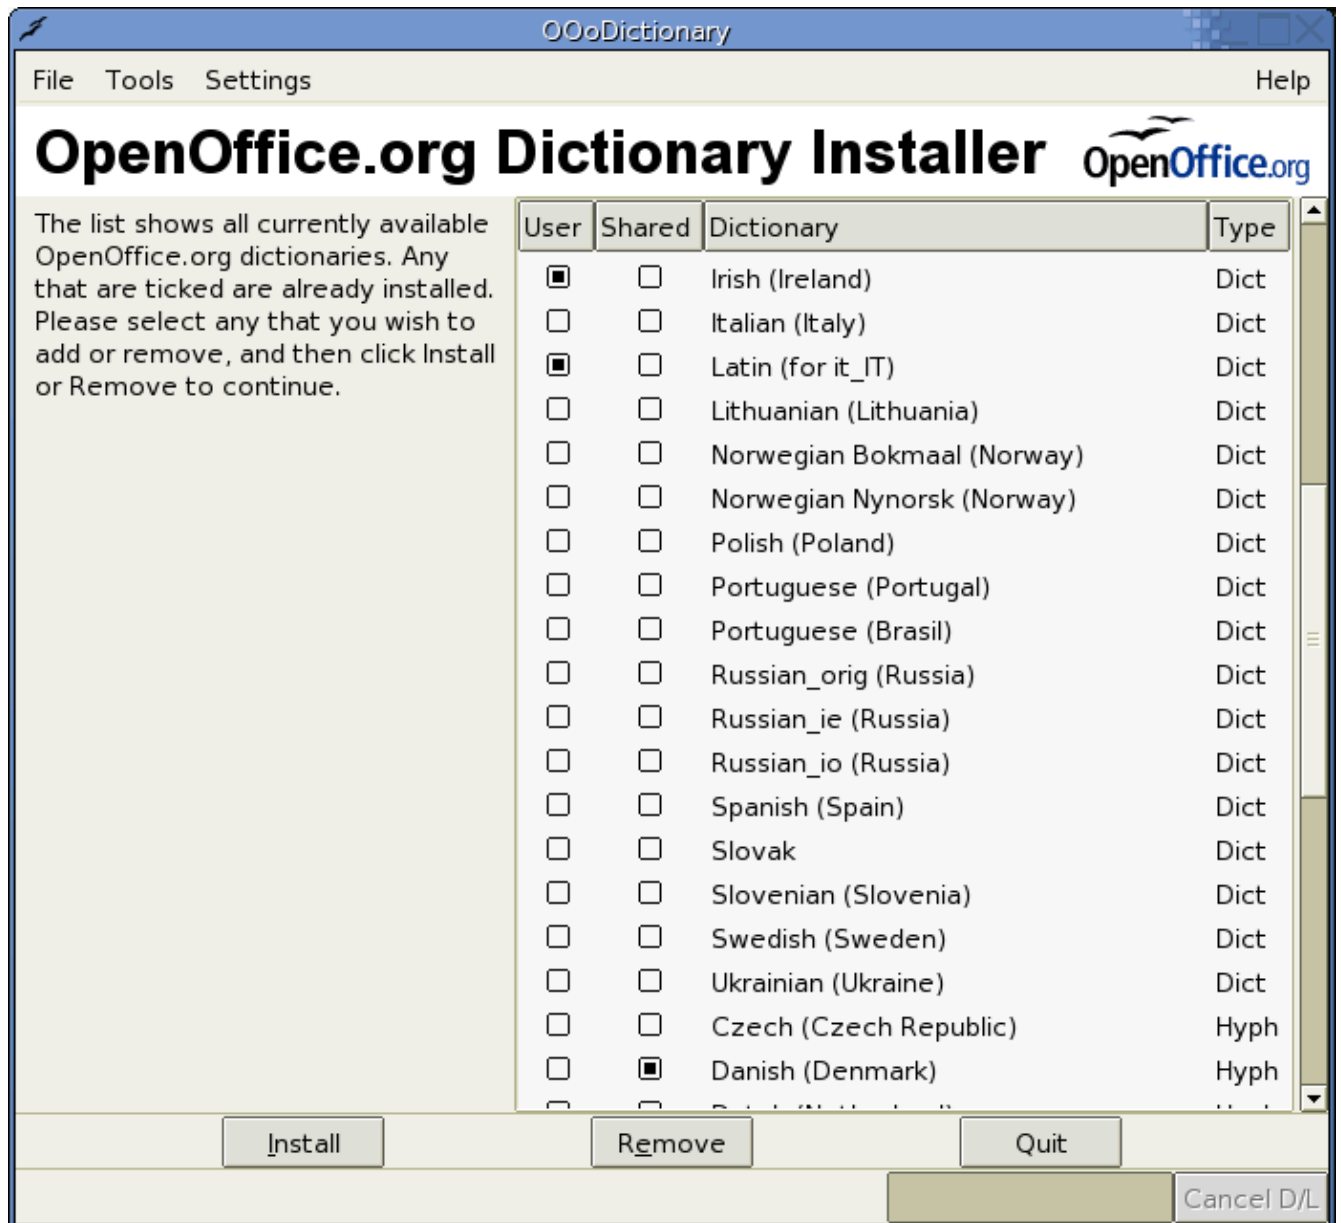 OOoDictionary
File Tools Settings Help
OpenOffice.org Dictionary Installer OpenOffice.org
The list shows all currently available
OpenOffice.org dictionaries. Any
that are ticked are already installed.
Please select any that you wish to
add or remove, and then click Install
or Remove to continue.
User Shared Dictionary Type
Irish (Ireland) Dict
Italian (Italy) Dict
Latin (for it_IT) Dict
Lithuanian (Lithuania) Dict
Norwegian Bokmaal (Norway) Dict
Norwegian Nynorsk (Norway) Dict
Polish (Poland) Dict
Portuguese (Portugal) Dict
Portuguese (Brasil) Dict
Russian_orig (Russia) Dict
Russian_ie (Russia) Dict
Russian_io (Russia) Dict
Spanish (Spain) Dict
Slovak Dict
Slovenian (Slovenia) Dict
Swedish (Sweden) Dict
Ukrainian (Ukraine) Dict
Czech (Czech Republic) Hyph
Danish (Denmark) Hyph
Install Remove Quit
Cancel D/L